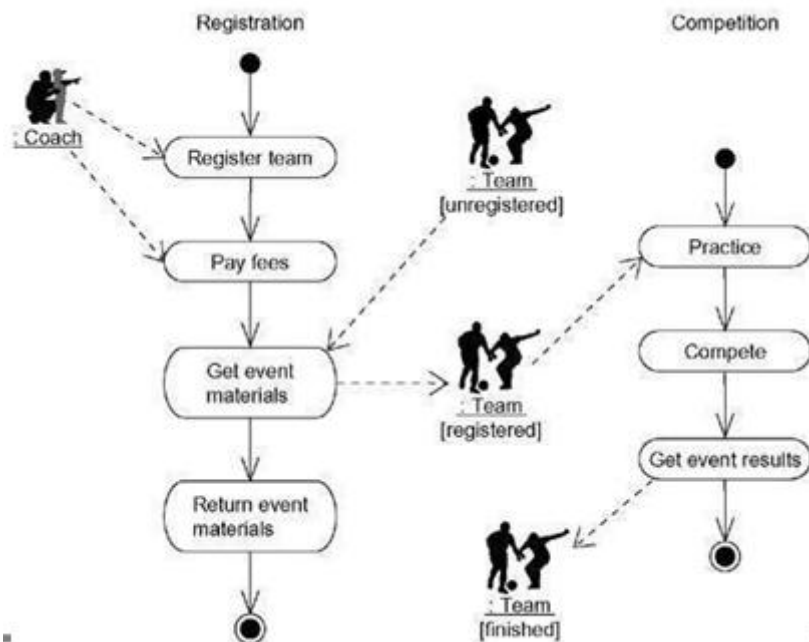 Registration
Competition
: Coach
Register team
: Team
[unregistered]
Pay fees
Practice
Get event
materials
: Team
[registered]
Compete
Get event results
Return event
materials
: Team
[finished]